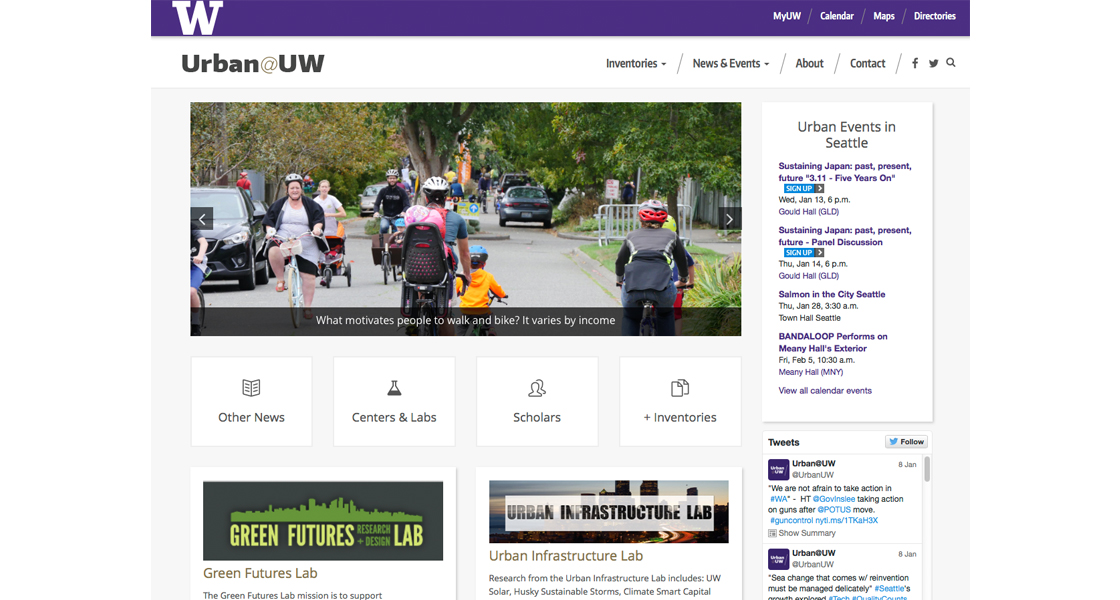 W
MyUW
Calendar
Maps
Directories
Urban@UW
Inventories
News & Events
About
Contact
What motivates people to walk and bike? It varies by income
Other News
Centers & Labs
Scholars
+ Inventories
GREEN FUTURES RESEARCH + DESIGN LAB
Green Futures Lab
The Green Futures Lab mission is to support
URBAN INFRASTRUCTURE LAB
Urban Infrastructure Lab
Research from the Urban Infrastructure Lab includes: UW
Solar, Husky Sustainable Storms, Climate Smart Capital
Urban Events in
Seattle
Sustaining Japan: past, present,
future "3.11 - Five Years On"
SIGN UP
Wed, Jan 13, 6 p.m.
Gould Hall (GLD)
Sustaining Japan: past, present,
future - Panel Discussion
SIGN UP
Thu, Jan 14, 6 p.m.
Gould Hall (GLD)
Salmon in the City Seattle
Thu, Jan 28, 3:30 a.m.
Town Hall Seattle
BANDALOOP Performs on
Meany Hall's Exterior
Fri, Feb 5, 10:30 a.m.
Meany Hall (MNY)
View all calendar events
Tweets
Follow
Urban@UW
8 Jan
@UrbanUW
"We are not afrain to take action in
#WA" - HT @GovInslee taking action
on guns after @POTUS move.
#guncontrol nyti.ms/1TKaH3X
Show Summary
Urban@UW
8 Jan
@UrbanUW
"Sea change that comes w/ reinvention
must be managed delicately" #Seattle's
growth explored #Tech #QualityCounts